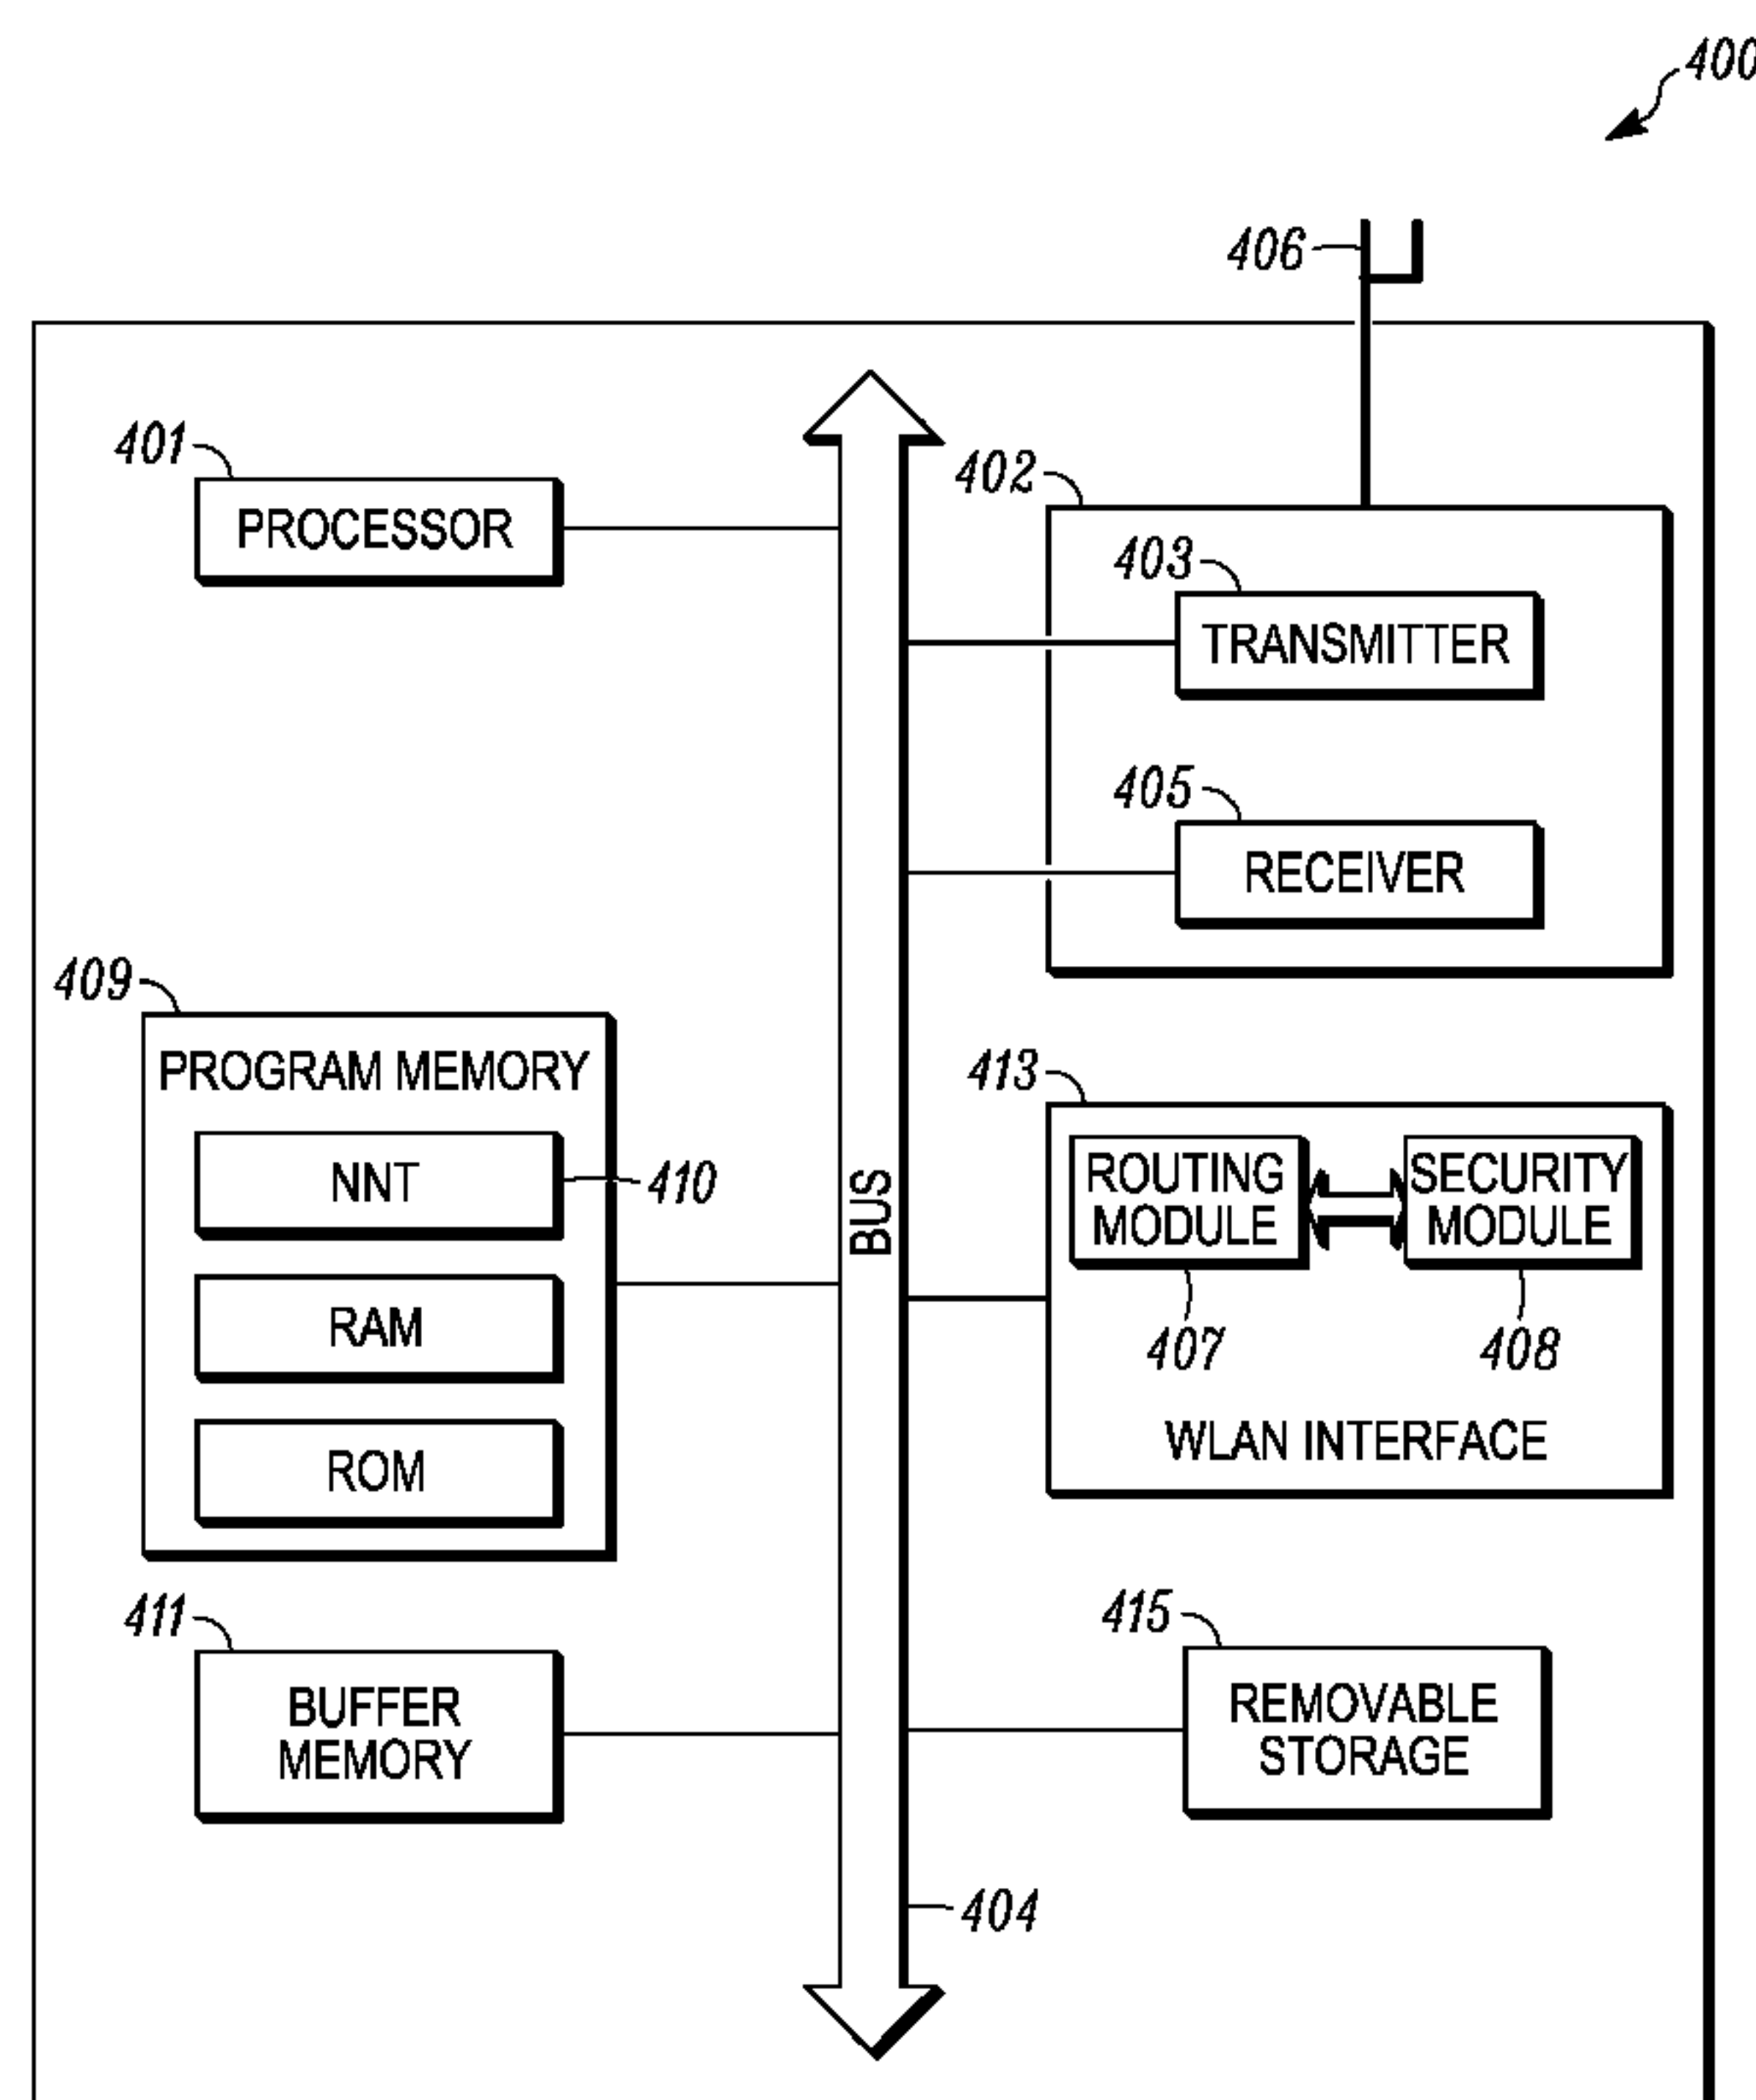 400
406
401
PROCESSOR
402
403
TRANSMITTER
405
RECEIVER
409
PROGRAM MEMORY
NNT
410
RAM
ROM
BUS
413
ROUTING
MODULE
SECURITY
MODULE
407
408
WLAN INTERFACE
411
BUFFER
MEMORY
415
REMOVABLE
STORAGE
404